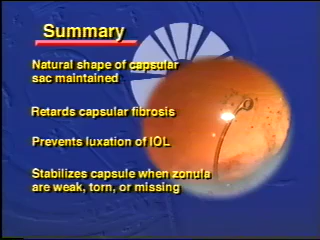 Summary
Natural shape of capsular
sac maintained
Retards capsular fibrosis
Prevents luxation of IOL
Stabilizes capsule when zonula
are weak, torn, or missing